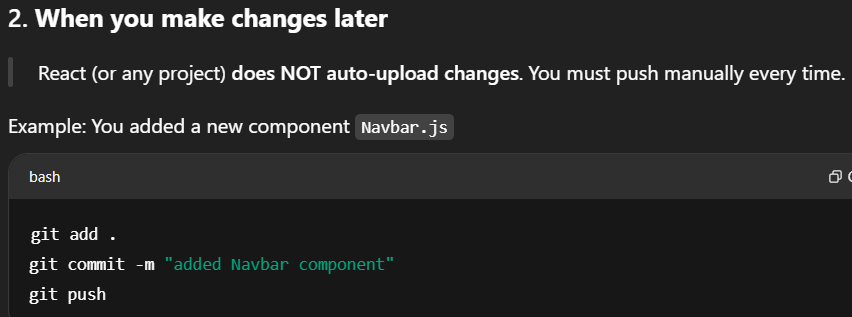 2. When you make changes later
React (or any project) does NOT auto-upload changes. You must push manually every time.
Example: You added a new component Navbar.js
bash
git add .
git commit -m "added Navbar component"
git push